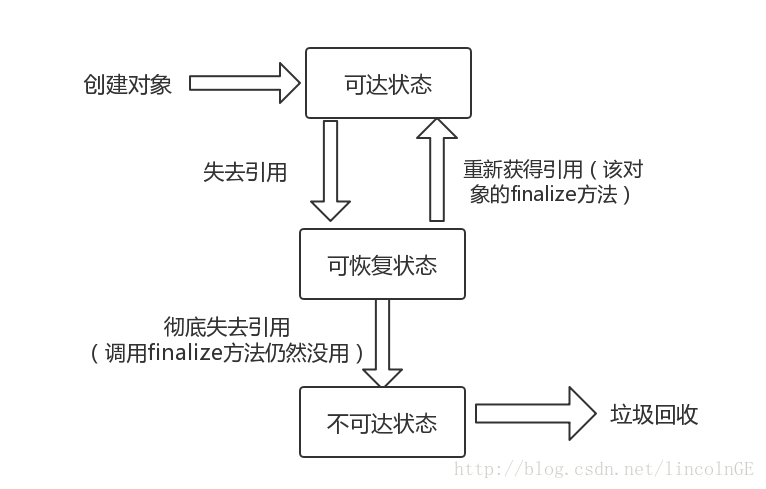 创建对象
可达状态
失去引用
重新获得引用（该对
象的finalize方法）
可恢复状态
彻底失去引用
（调用finalize方法仍然没用）
不可达状态
垃圾回收
http://blog.csdn.net/lincolnGE